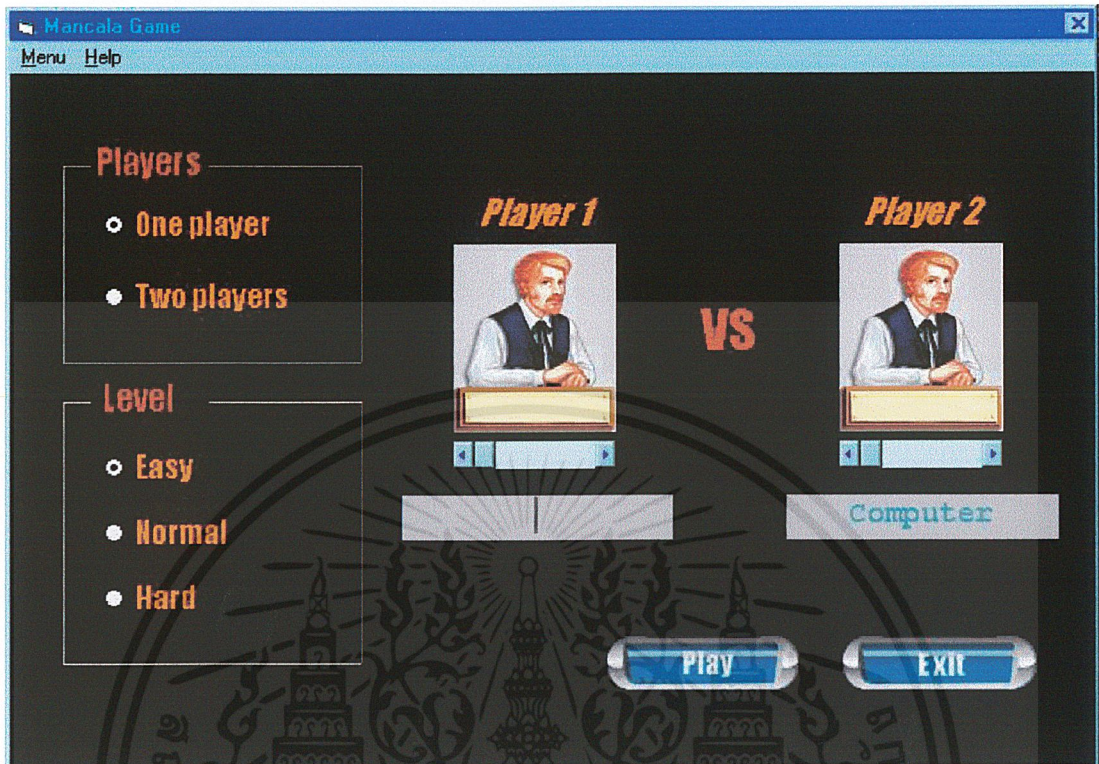 Mancala Game
Menu Help
Players
One player
Two players
Level
Easy
Normal
Hard
Player 1
VS
Player 2
Computer
Play
Exit